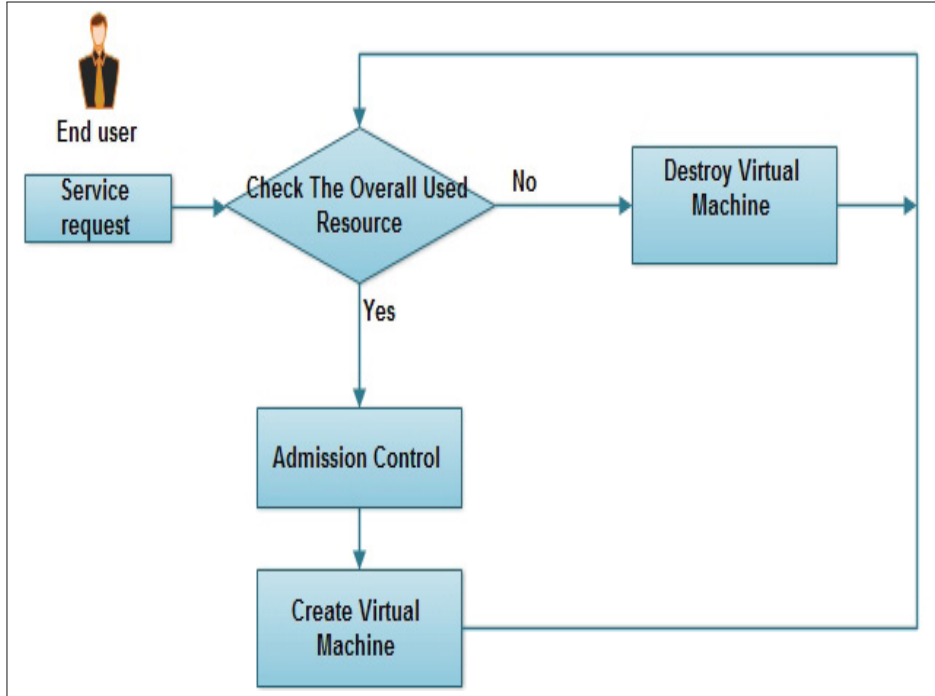 End user
Service
request
Check The Overall Used
Resource
No
Destroy Virtual
Machine
Yes
Admission Control
Create Virtual
Machine